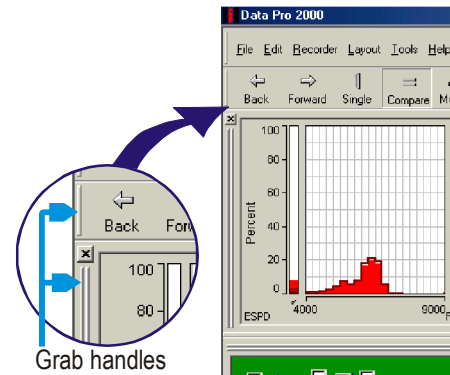 Data Pro 2000
File Edit Recorder Layout Tools Help
Back Forward Single Compare
100
80
60
40
20
0
Percent
ESPD
4000 9000
Back
100
80
Grab handles